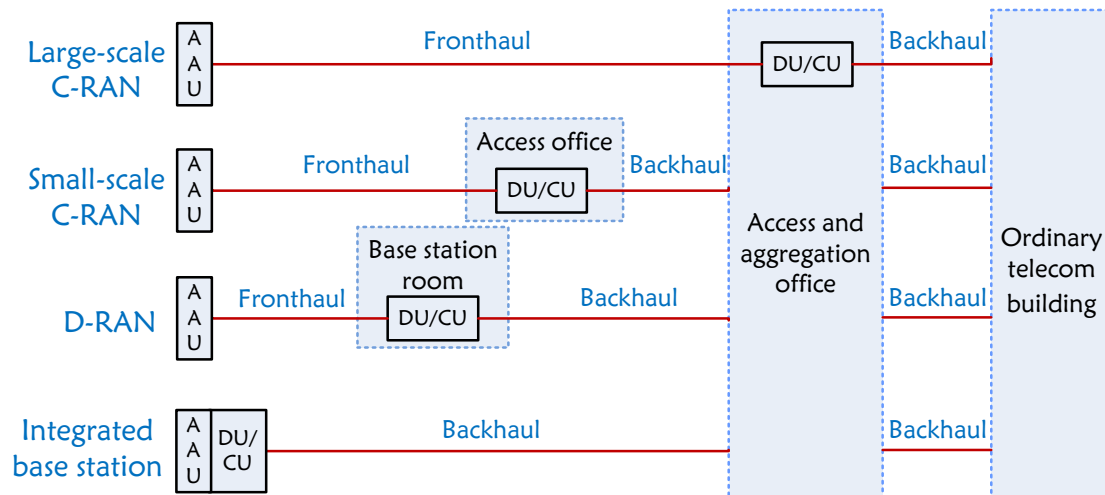 Large-scale
C-RAN
A
A
U
Fronthaul
DU/CU
Backhaul
Small-scale
C-RAN
A
A
U
Fronthaul
Access office
DU/CU
Backhaul
Backhaul
D-RAN
A
A
U
Fronthaul
Base station
room
DU/CU
Backhaul
Backhaul
Integrated
base station
A
A
U
DU/
CU
Backhaul
Backhaul
Access and
aggregation
office
Ordinary
telecom
building